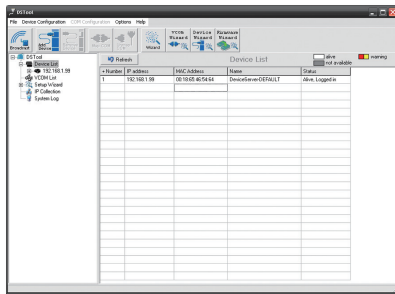 DSTool
File Device Configuration COM Configuration Options Help
Broadcast
Add Device
Wizard
VCOM Wizard
Device Wizard
Firmware Wizard
DSTool
Device List
192.168.1.99
VCOM List
Setup Wizard
IP Collection
System Log
Refresh
Device List
alive
warning
not available
+ Number IP address MAC Address Name Status
1 192.168.1.99 00:18:65:46:54:64 DeviceServer-DEFAULT Alive, Logged in